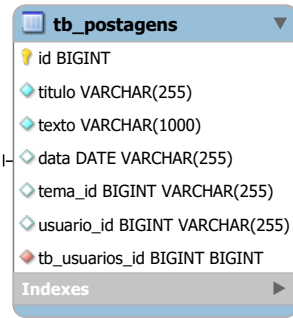 tb_postagens
id BIGINT
titulo VARCHAR(255)
texto VARCHAR(1000)
data DATE VARCHAR(255)
tema_id BIGINT VARCHAR(255)
usuario_id BIGINT VARCHAR(255)
tb_usuarios_id BIGINT BIGINT
Indexes